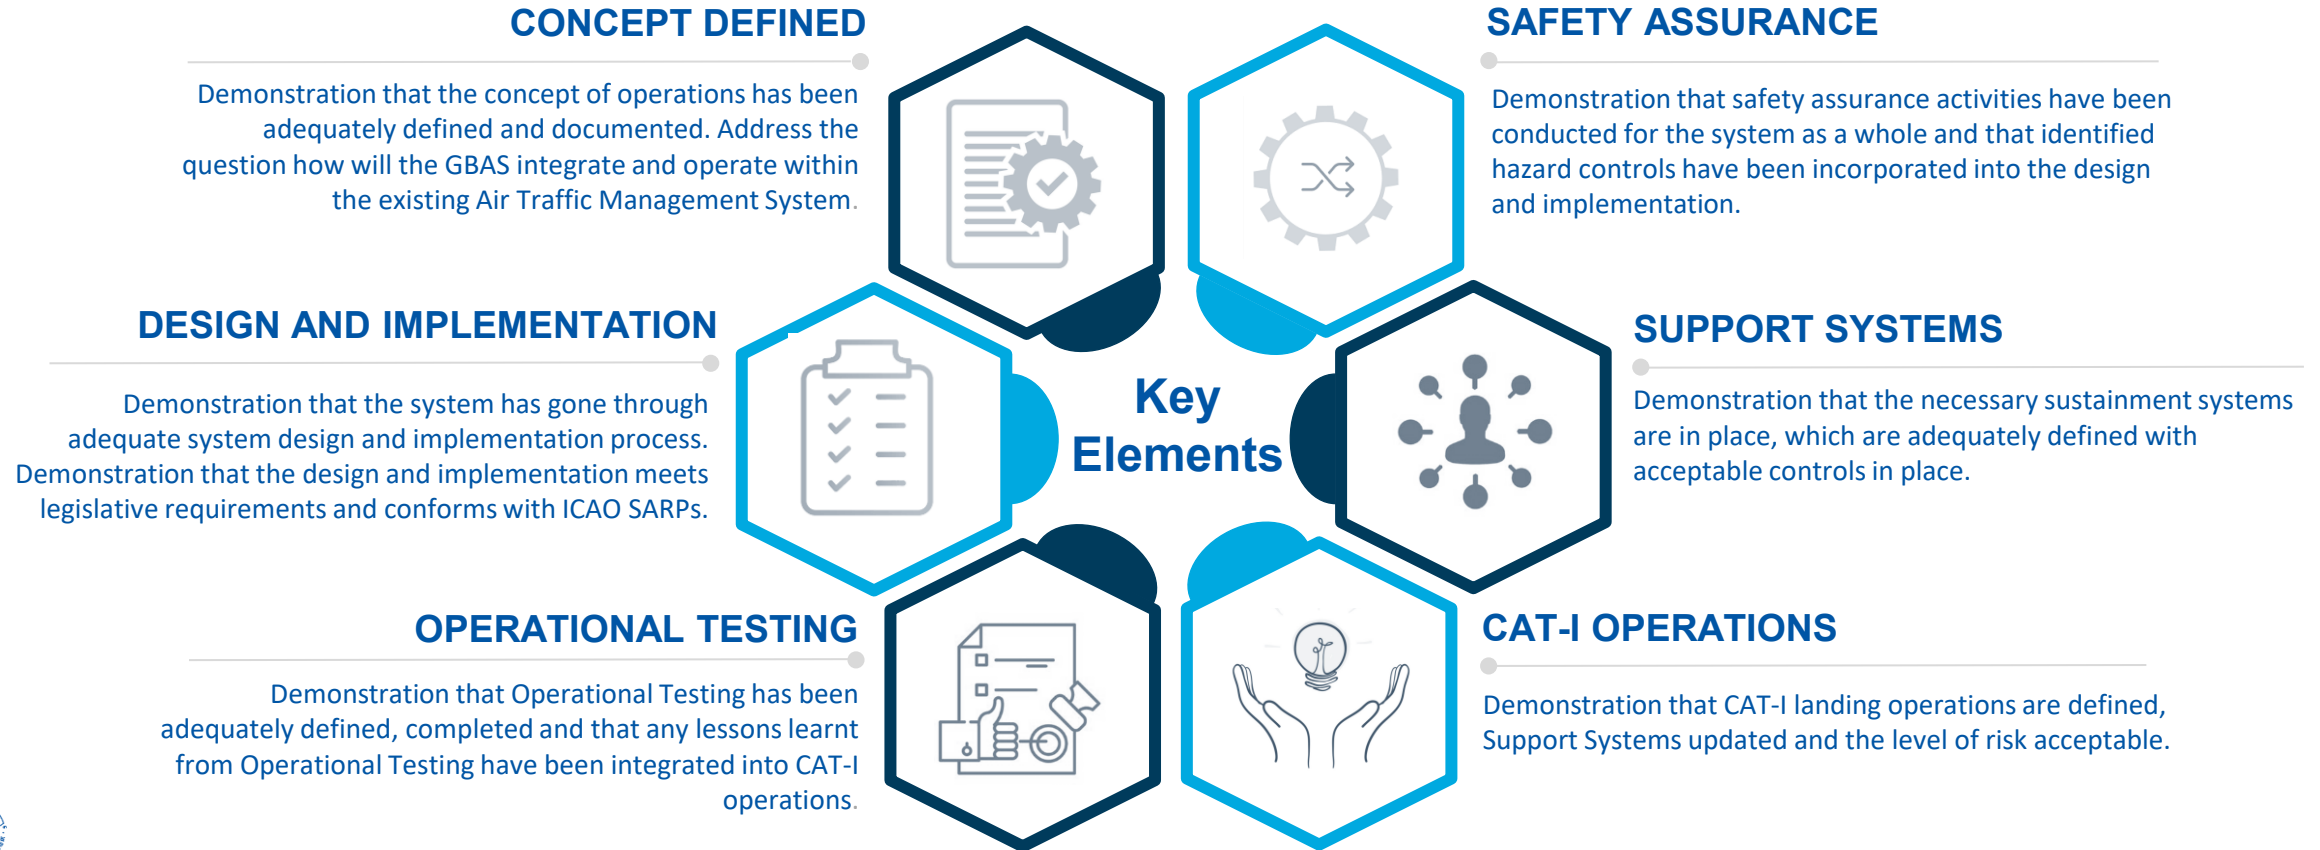 CONCEPT DEFINED
Demonstration that the concept of operations has been
adequately defined and documented. Address the
question how will the GBAS integrate and operate within
the existing Air Traffic Management System.
SAFETY ASSURANCE
Demonstration that safety assurance activities have been
conducted for the system as a whole and that identified
hazard controls have been incorporated into the design
and implementation.
DESIGN AND IMPLEMENTATION
Demonstration that the system has gone through
adequate system design and implementation process.
Demonstration that the design and implementation meets
legislative requirements and conforms with ICAO SARPs.
Key
Elements
SUPPORT SYSTEMS
Demonstration that the necessary sustainment systems
are in place, which are adequately defined with
acceptable controls in place.
OPERATIONAL TESTING
Demonstration that Operational Testing has been
adequately defined, completed and that any lessons learnt
from Operational Testing have been integrated into CAT-I
operations.
CAT-I OPERATIONS
Demonstration that CAT-I landing operations are defined,
Support Systems updated and the level of risk acceptable.